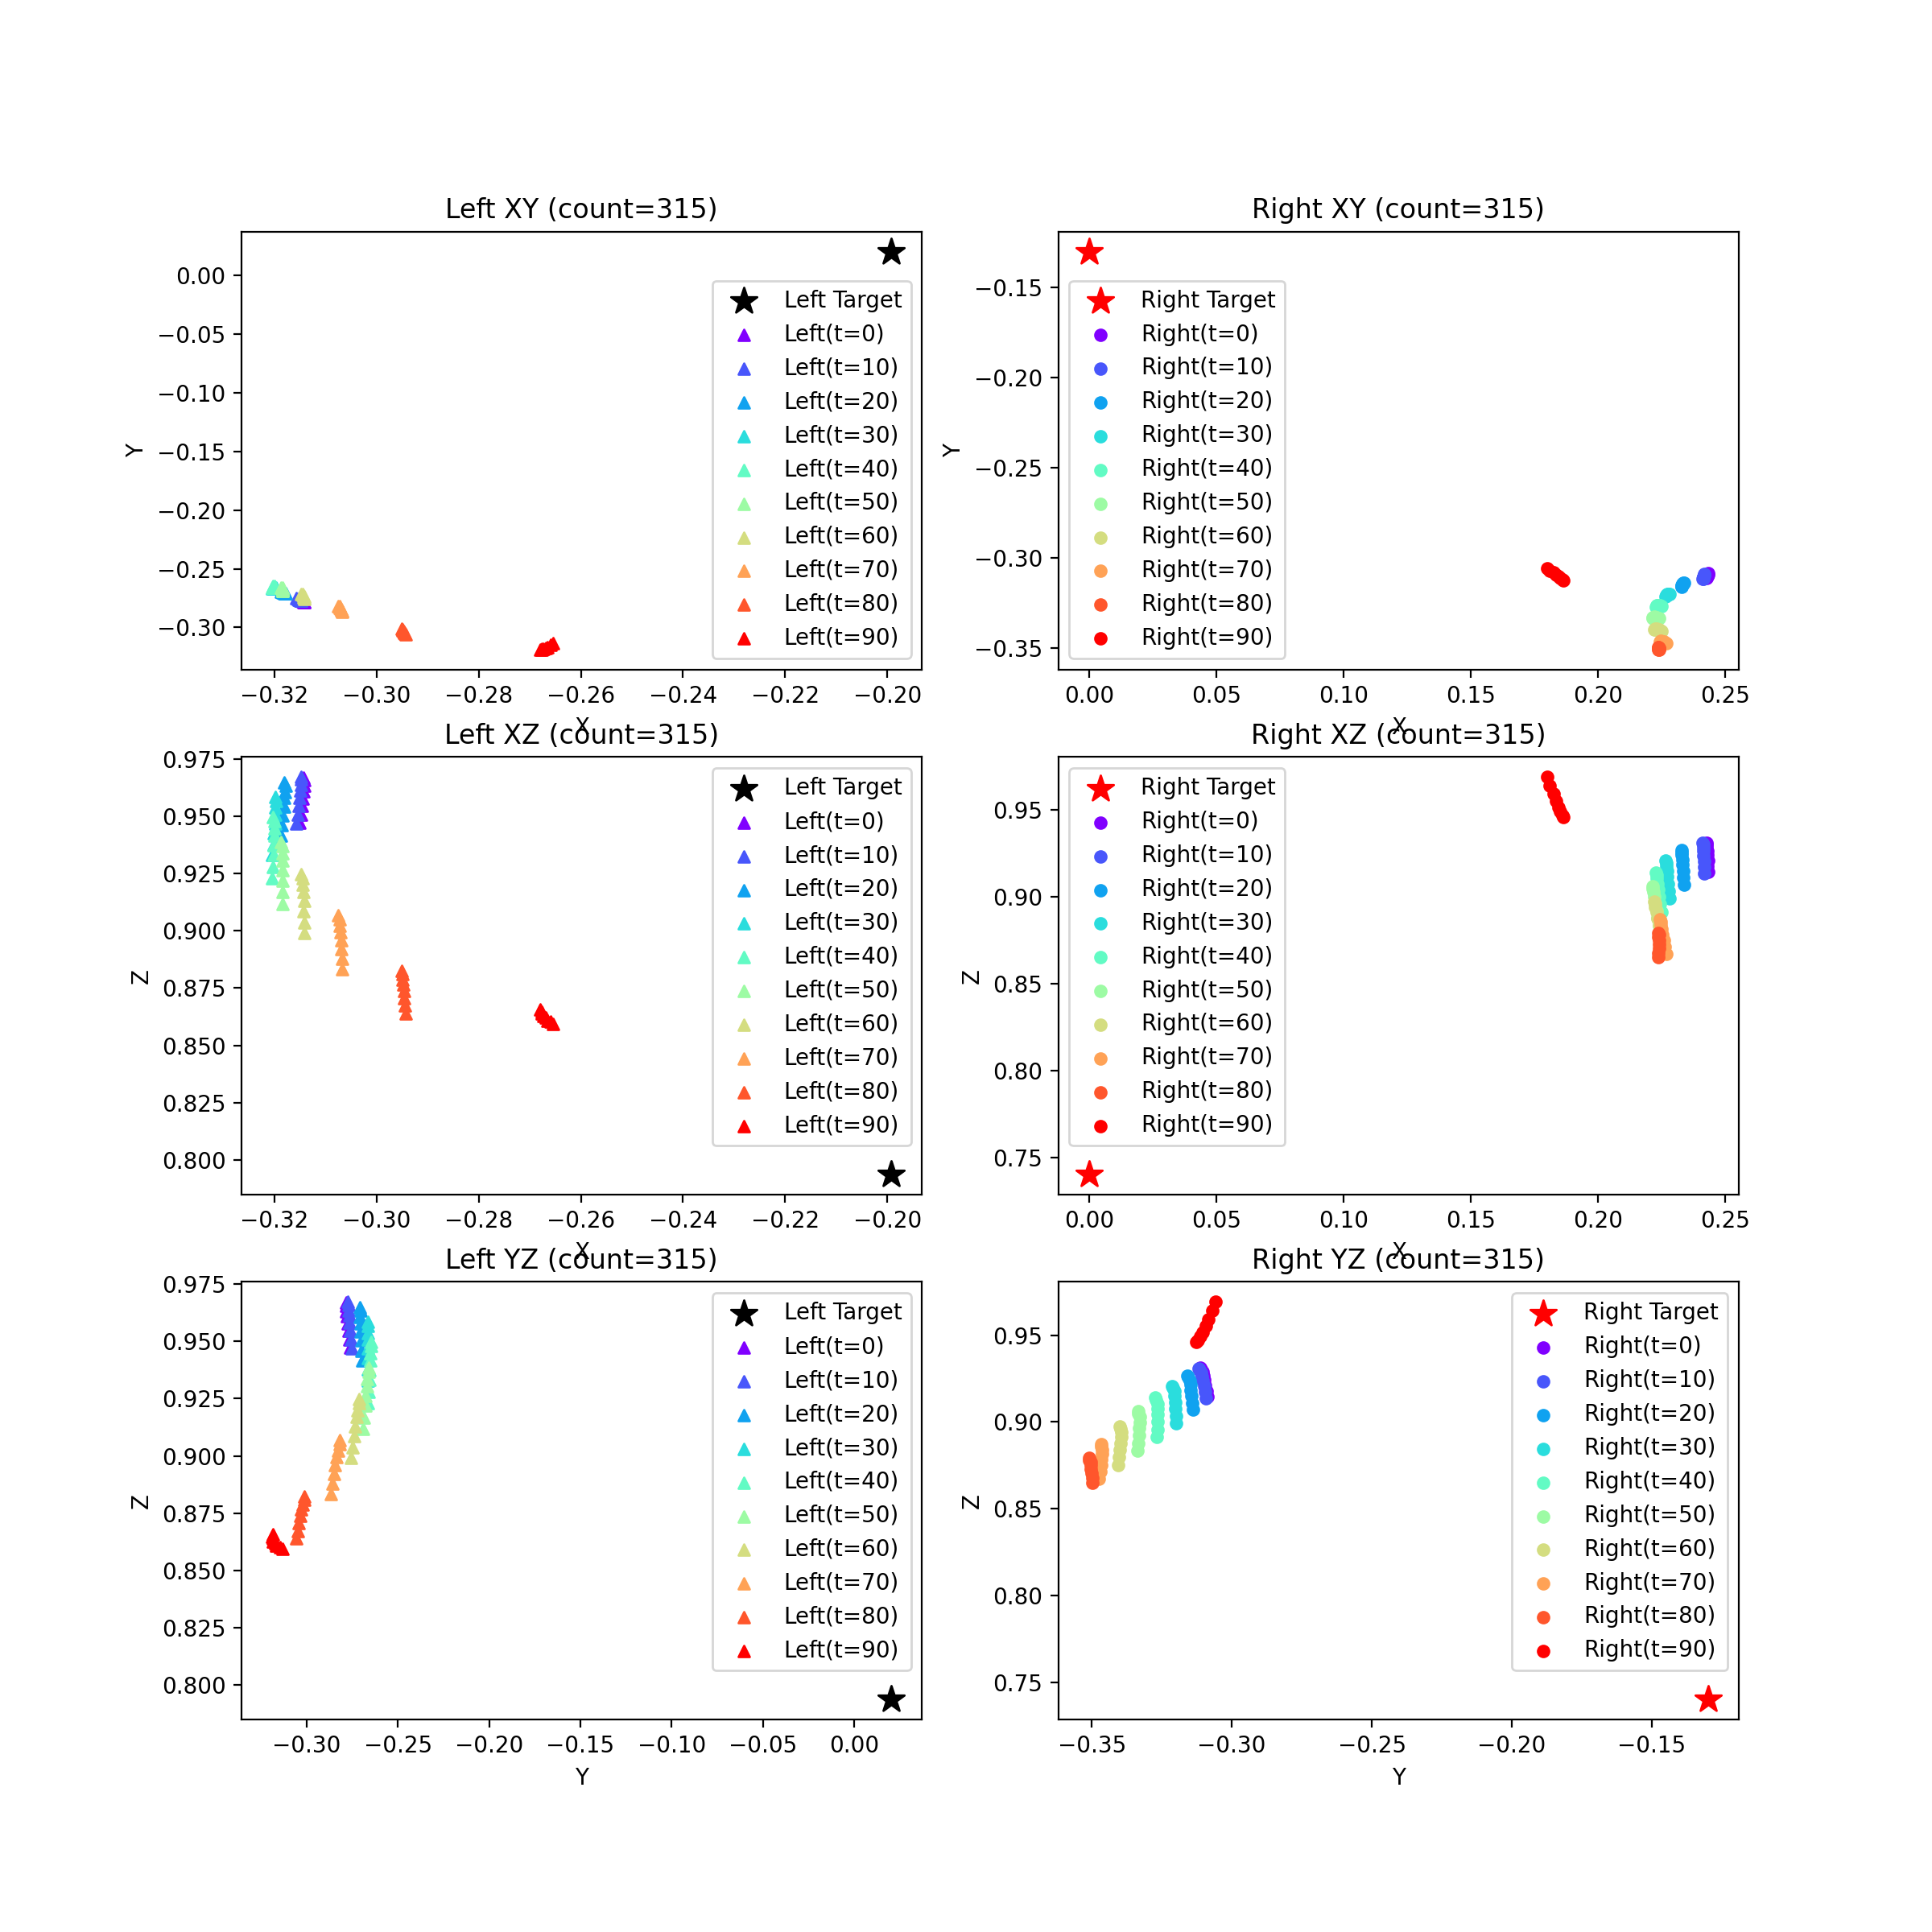 Left XY (count=315)
0.00
−0.05
−0.10
−0.15
−0.20
−0.25
−0.30
Y
−0.32
−0.30
−0.28
−0.26
−0.24
−0.22
−0.20
X
Left Target
Left(t=0)
Left(t=10)
Left(t=20)
Left(t=30)
Left(t=40)
Left(t=50)
Left(t=60)
Left(t=70)
Left(t=80)
Left(t=90)
Right XY (count=315)
−0.15
−0.20
−0.25
−0.30
−0.35
Y
0.00
0.05
0.10
0.15
0.20
0.25
X
Right Target
Right(t=0)
Right(t=10)
Right(t=20)
Right(t=30)
Right(t=40)
Right(t=50)
Right(t=60)
Right(t=70)
Right(t=80)
Right(t=90)
Left XZ (count=315)
0.975
0.950
0.925
0.900
0.875
0.850
0.825
0.800
Z
−0.32
−0.30
−0.28
−0.26
−0.24
−0.22
−0.20
X
Left Target
Left(t=0)
Left(t=10)
Left(t=20)
Left(t=30)
Left(t=40)
Left(t=50)
Left(t=60)
Left(t=70)
Left(t=80)
Left(t=90)
Right XZ (count=315)
0.95
0.90
0.85
0.80
0.75
Z
0.00
0.05
0.10
0.15
0.20
0.25
X
Right Target
Right(t=0)
Right(t=10)
Right(t=20)
Right(t=30)
Right(t=40)
Right(t=50)
Right(t=60)
Right(t=70)
Right(t=80)
Right(t=90)
Left YZ (count=315)
0.975
0.950
0.925
0.900
0.875
0.850
0.825
0.800
Z
−0.30
−0.25
−0.20
−0.15
−0.10
−0.05
0.00
Y
Left Target
Left(t=0)
Left(t=10)
Left(t=20)
Left(t=30)
Left(t=40)
Left(t=50)
Left(t=60)
Left(t=70)
Left(t=80)
Left(t=90)
Right YZ (count=315)
0.95
0.90
0.85
0.80
0.75
Z
−0.35
−0.30
−0.25
−0.20
−0.15
Y
Right Target
Right(t=0)
Right(t=10)
Right(t=20)
Right(t=30)
Right(t=40)
Right(t=50)
Right(t=60)
Right(t=70)
Right(t=80)
Right(t=90)